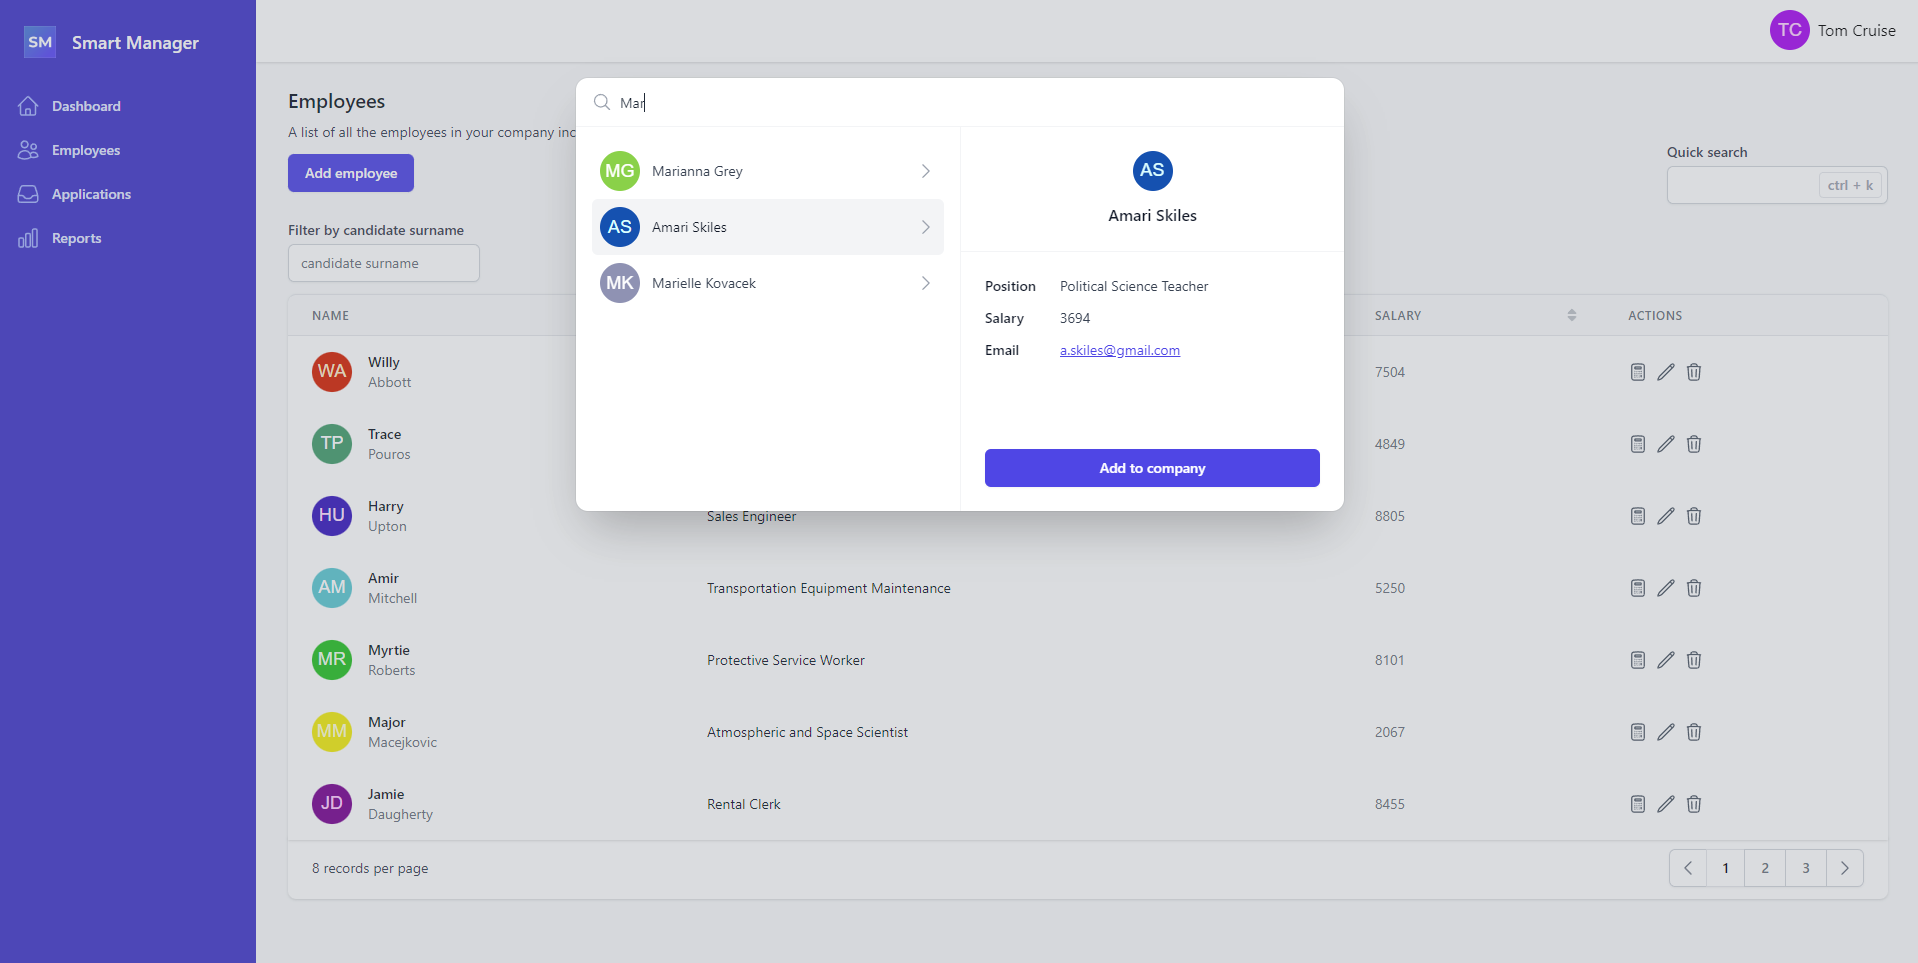 SM Smart Manager
Dashboard
Employees
Applications
Reports
TC Tom Cruise
Employees
A list of all the employees in your company inc
Add employee
Quick search
ctrl + k
Filter by candidate surname
candidate surname
Mar
MG Marianna Grey
AS Amari Skiles
MK Marielle Kovacek
AS
Amari Skiles
Position Political Science Teacher
Salary 3694
Email a.skiles@gmail.com
Add to company
NAME SALARY ACTIONS
WA Willy
Abbott
7504
TP Trace
Pouros
4849
HU Harry
Upton
Sales Engineer 8805
AM Amir
Mitchell
Transportation Equipment Maintenance 5250
MR Myrtie
Roberts
Protective Service Worker 8101
MM Major
Macejkovic
Atmospheric and Space Scientist 2067
JD Jamie
Daugherty
Rental Clerk 8455
8 records per page
1 2 3